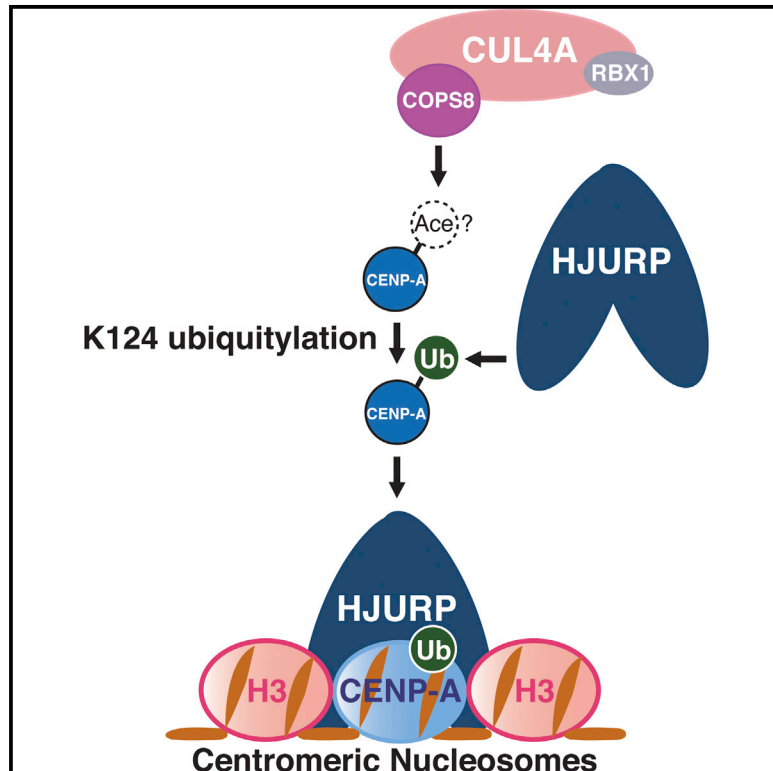 CUL4A
RBX1
COPS8
Ace ?
CENP-A
HJURP
K124 ubiquitylation
Ub
CENP-A
HJURP
Ub
H3
CENP-A
H3
Centromeric Nucleosomes